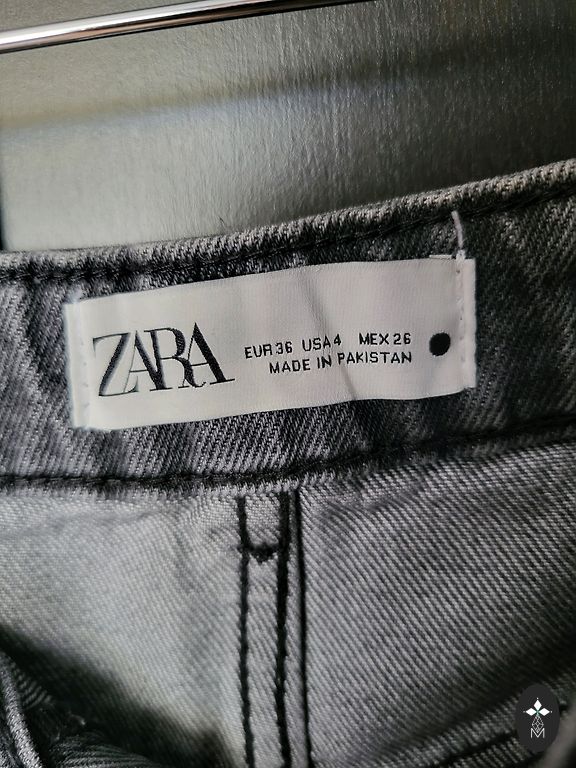 ZARA
EUR 36 USA 4 MEX 26
MADE IN PAKISTAN
M